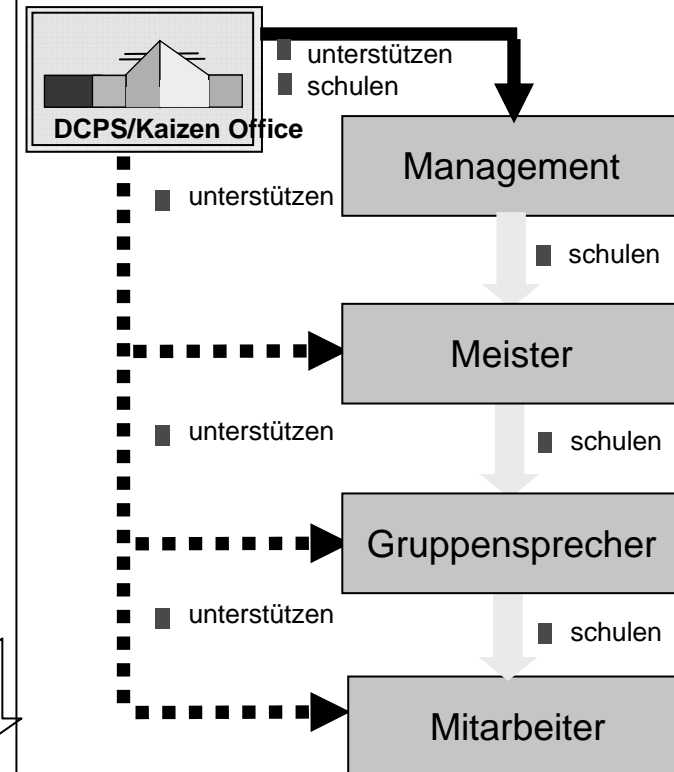 unterstützen
schulen
DCPS/Kaizen Office
Management
unterstützen
schulen
Meister
unterstützen
schulen
Gruppensprecher
unterstützen
schulen
Mitarbeiter